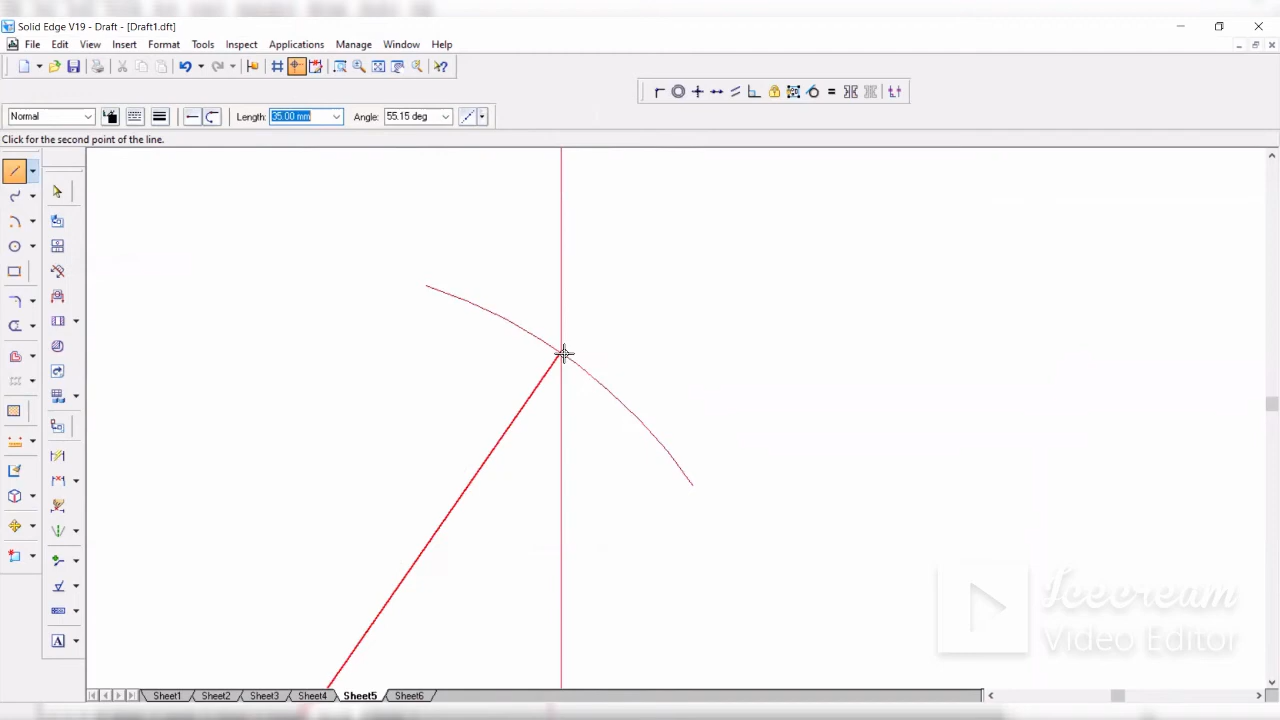 Solid Edge V19 - Draft - [Draft1.dft]
File Edit View Insert Format Tools Inspect Applications Manage Window Help
Normal Length: 35.00 mm Angle: 55.15 deg
Click for the second point of the line.
A
Icecream
Video Editor
Sheet1 Sheet2 Sheet3 Sheet4 Sheet5 Sheet6